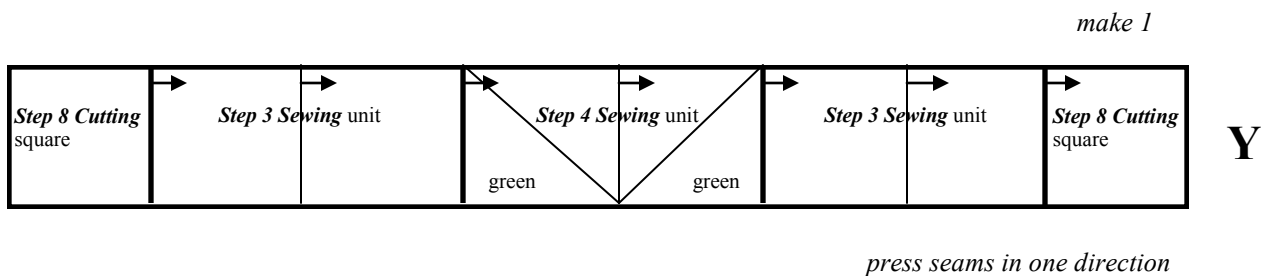 make 1
Step 8 Cutting
square
Step 3 Sewing unit
Step 4 Sewing unit
green
green
Step 3 Sewing unit
Step 8 Cutting
square
Y
press seams in one direction